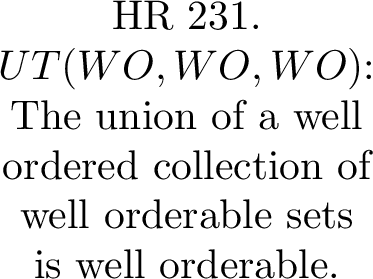 HR 231.
UT(WO, WO, WO):
The union of a well
ordered collection of
well orderable sets
is well orderable.